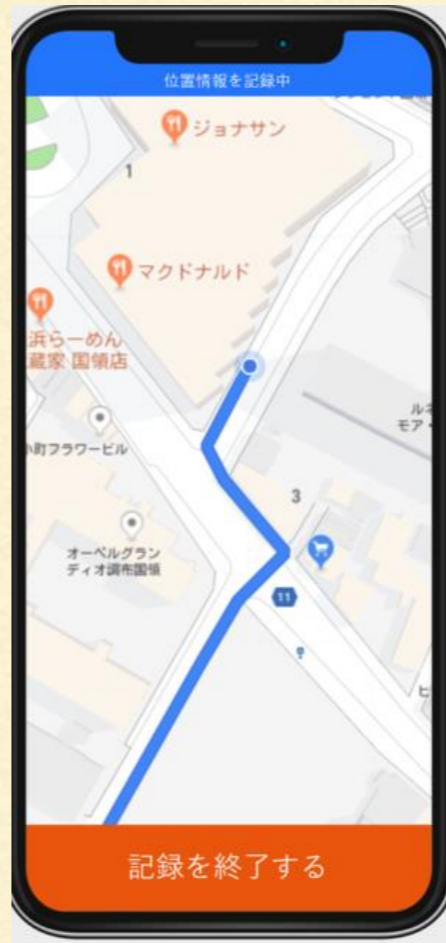 位置情報を記録中
ジョナサン
1
マクドナルド
浜らーめん
蔵家 国領店
町フラワービル
ルネ
モア・
3
オーベルグラン
ディオ調布国領
11
ヒ
記録を終了する